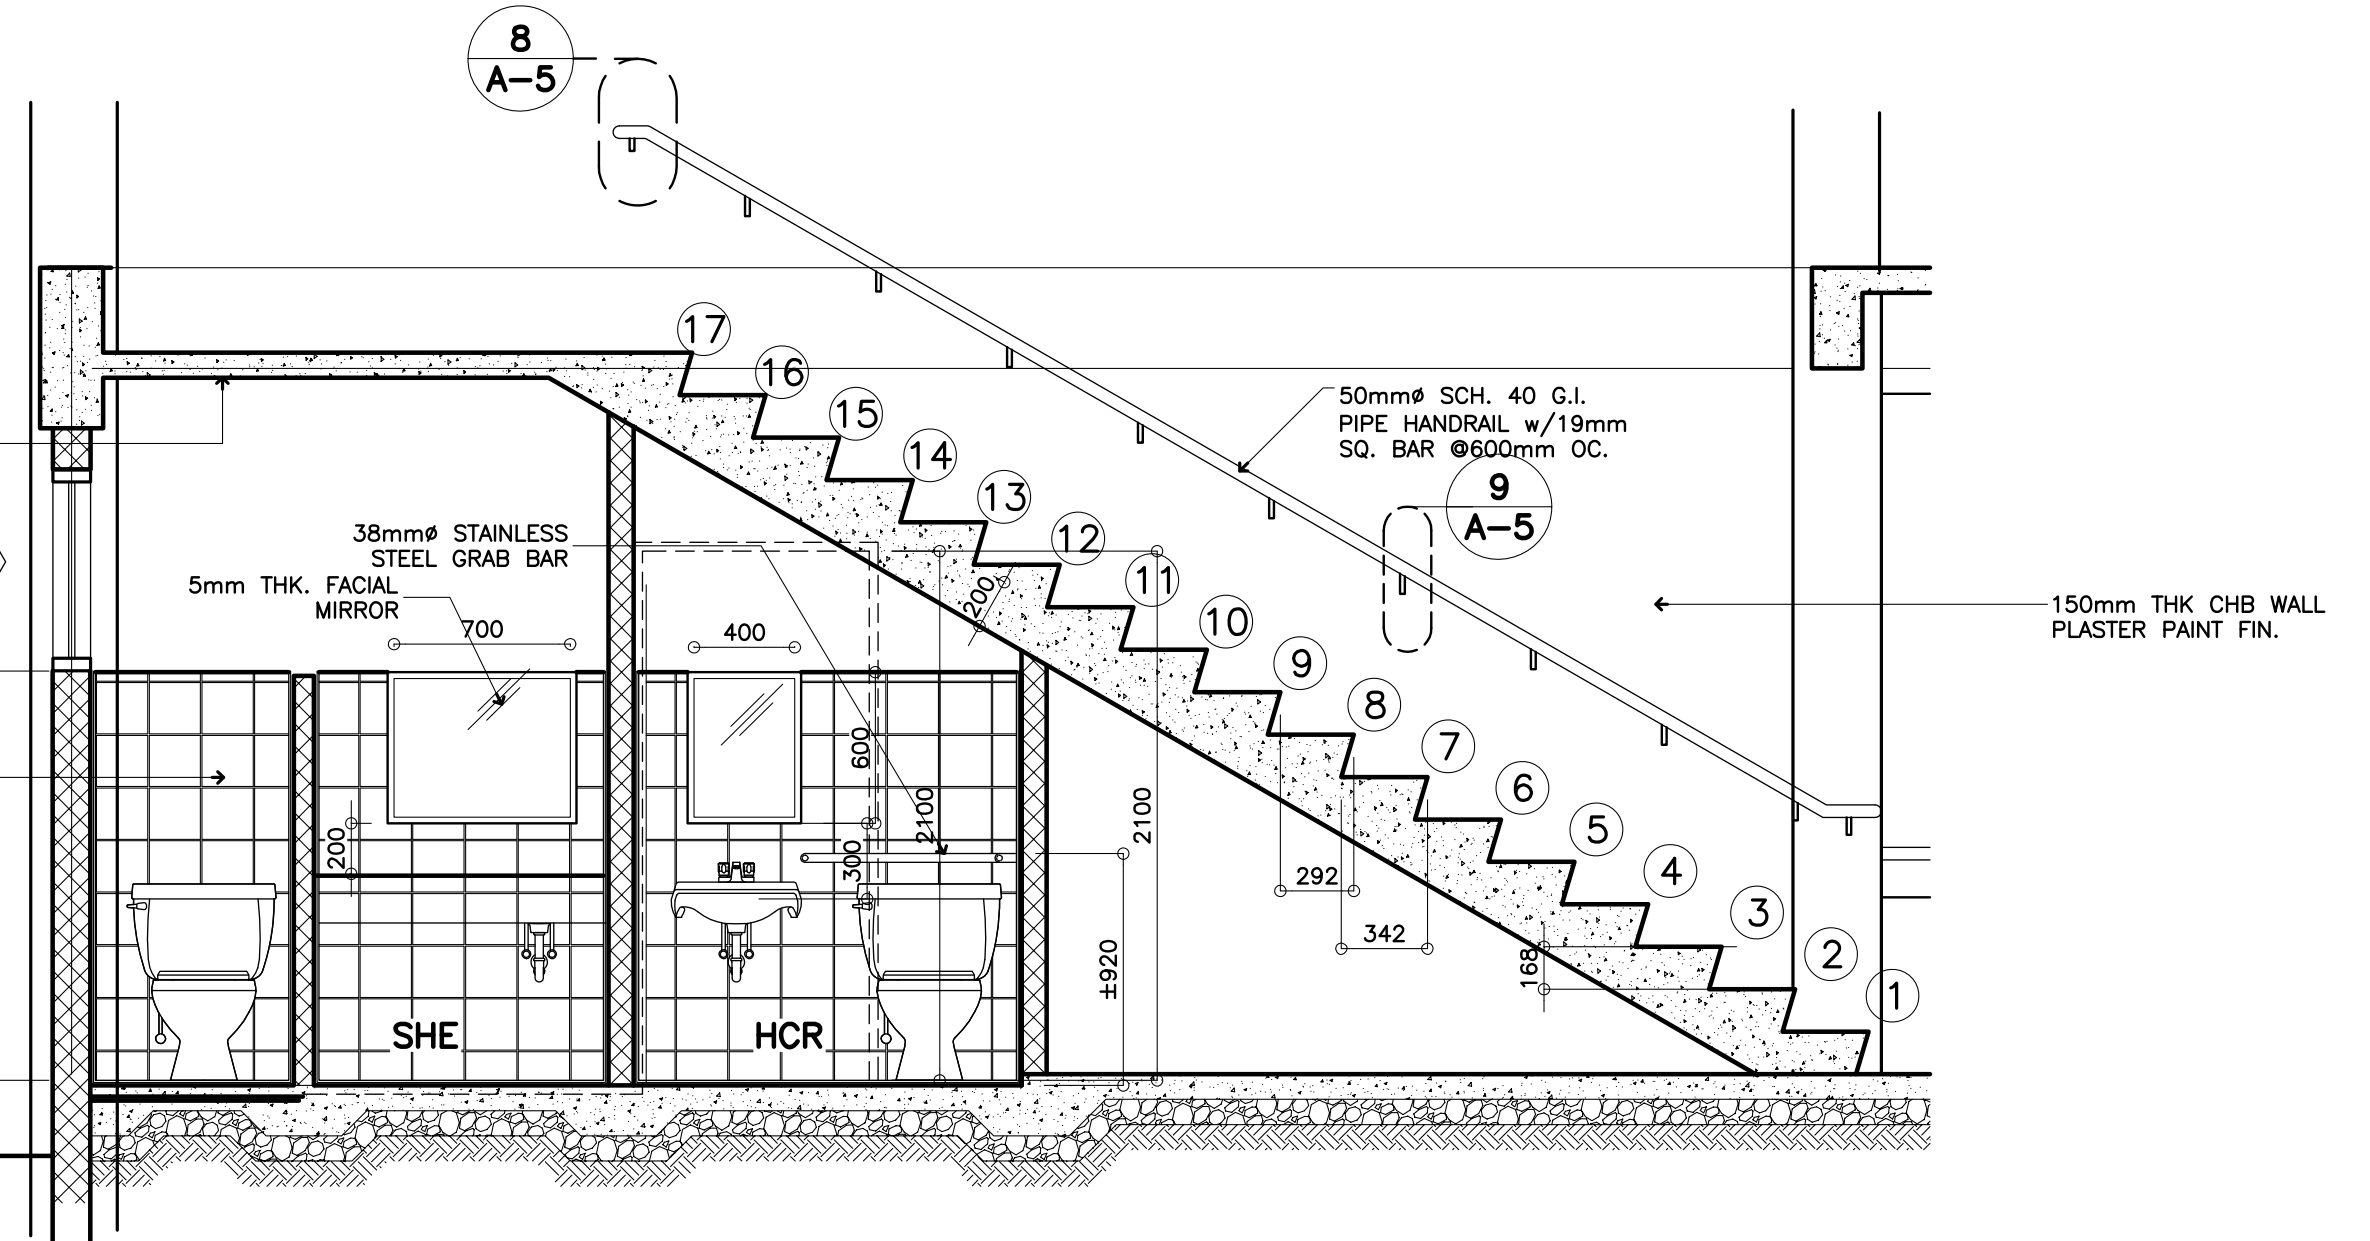 8
A-5
17
16
15
14
13
12
11
10
9
8
7
6
5
4
3
2
1
50mmø SCH. 40 G.I.
PIPE HANDRAIL w/19mm
SQ. BAR @600mm OC.
9
A-5
38mmø STAINLESS
STEEL GRAB BAR
5mm THK. FACIAL
MIRROR
150mm THK CHB WALL
PLASTER PAINT FIN.
700
400
200
600
2100
2100
200
300
292
342
168
±920
SHE
HCR